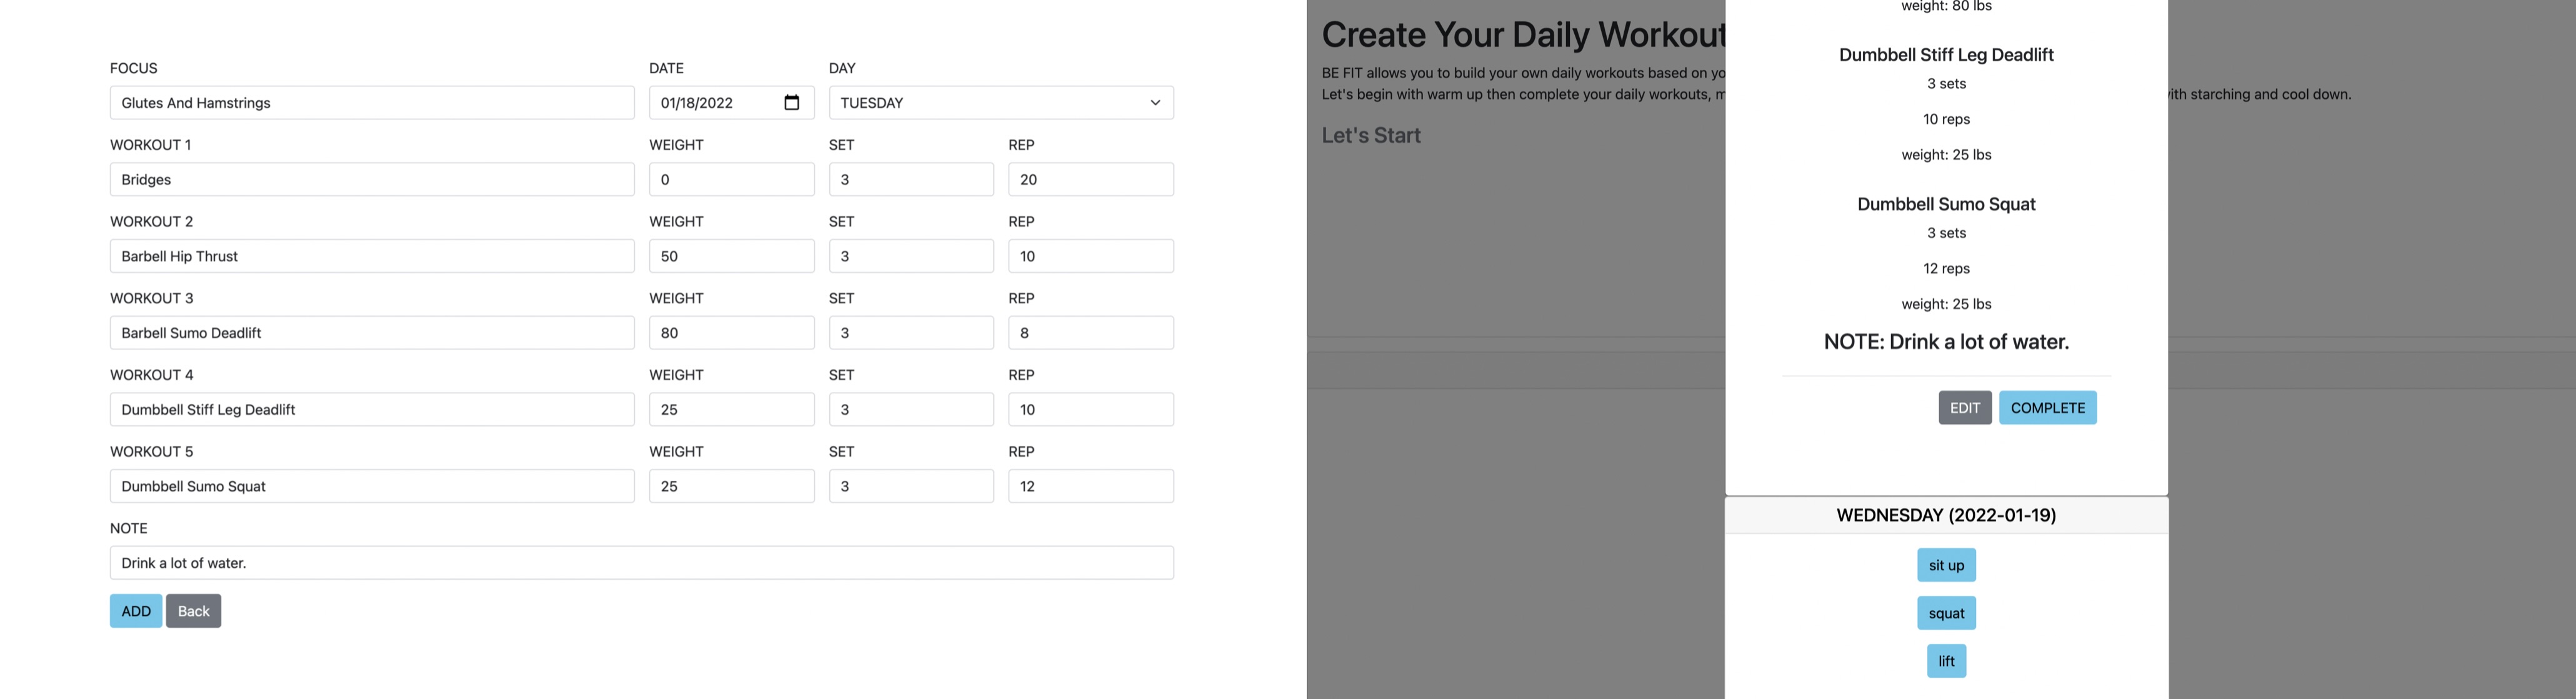 FOCUS DATE DAY
Glutes And Hamstrings 01/18/2022 TUESDAY
WORKOUT 1 WEIGHT SET REP
Bridges 0 3 20
WORKOUT 2 WEIGHT SET REP
Barbell Hip Thrust 50 3 10
WORKOUT 3 WEIGHT SET REP
Barbell Sumo Deadlift 80 3 8
WORKOUT 4 WEIGHT SET REP
Dumbbell Stiff Leg Deadlift 25 3 10
WORKOUT 5 WEIGHT SET REP
Dumbbell Sumo Squat 25 3 12
NOTE
Drink a lot of water.
ADD Back
Create Your Daily Workout
BE FIT allows you to build your own daily workouts based on yo
Let's begin with warm up then complete your daily workouts, m
ith starching and cool down.
Let's Start
weight: 80 lbs
Dumbbell Stiff Leg Deadlift
3 sets
10 reps
weight: 25 lbs
Dumbbell Sumo Squat
3 sets
12 reps
weight: 25 lbs
NOTE: Drink a lot of water.
EDIT COMPLETE
WEDNESDAY (2022-01-19)
sit up
squat
lift